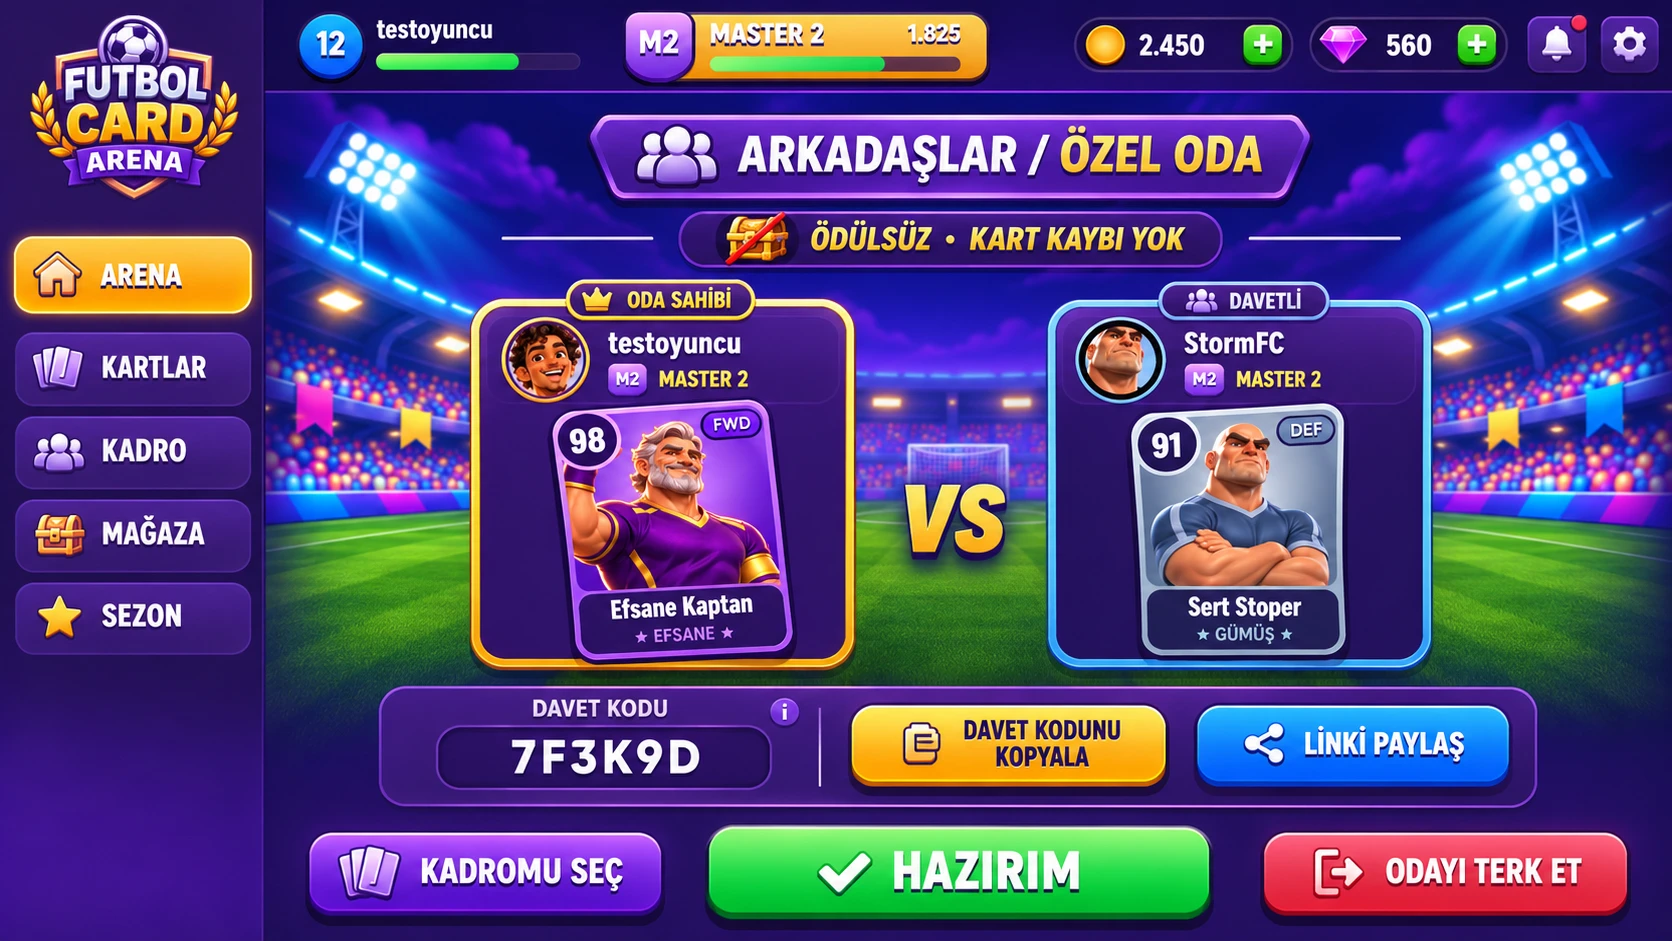 FUTBOL
CARD
ARENA
12
testoyuncu
M2
MASTER 2
1.825
2.450
560
ARENA
KARTLAR
KADRO
MAĞAZA
SEZON
ARKADAŞLAR / ÖZEL ODA
ÖDÜLSÜZ • KART KAYBI YOK
ODA SAHİBİ
testoyuncu
M2 MASTER 2
98
FWD
Efsane Kaptan
★ EFSANE ★
VS
DAVETLİ
StormFC
M2 MASTER 2
91
DEF
Sert Stoper
★ GÜMÜŞ ★
DAVET KODU
i
7F3K9D
DAVET KODUNU
KOPYALA
LİNKİ PAYLAŞ
KADROMU SEÇ
HAZIRIM
ODAYI TERK ET